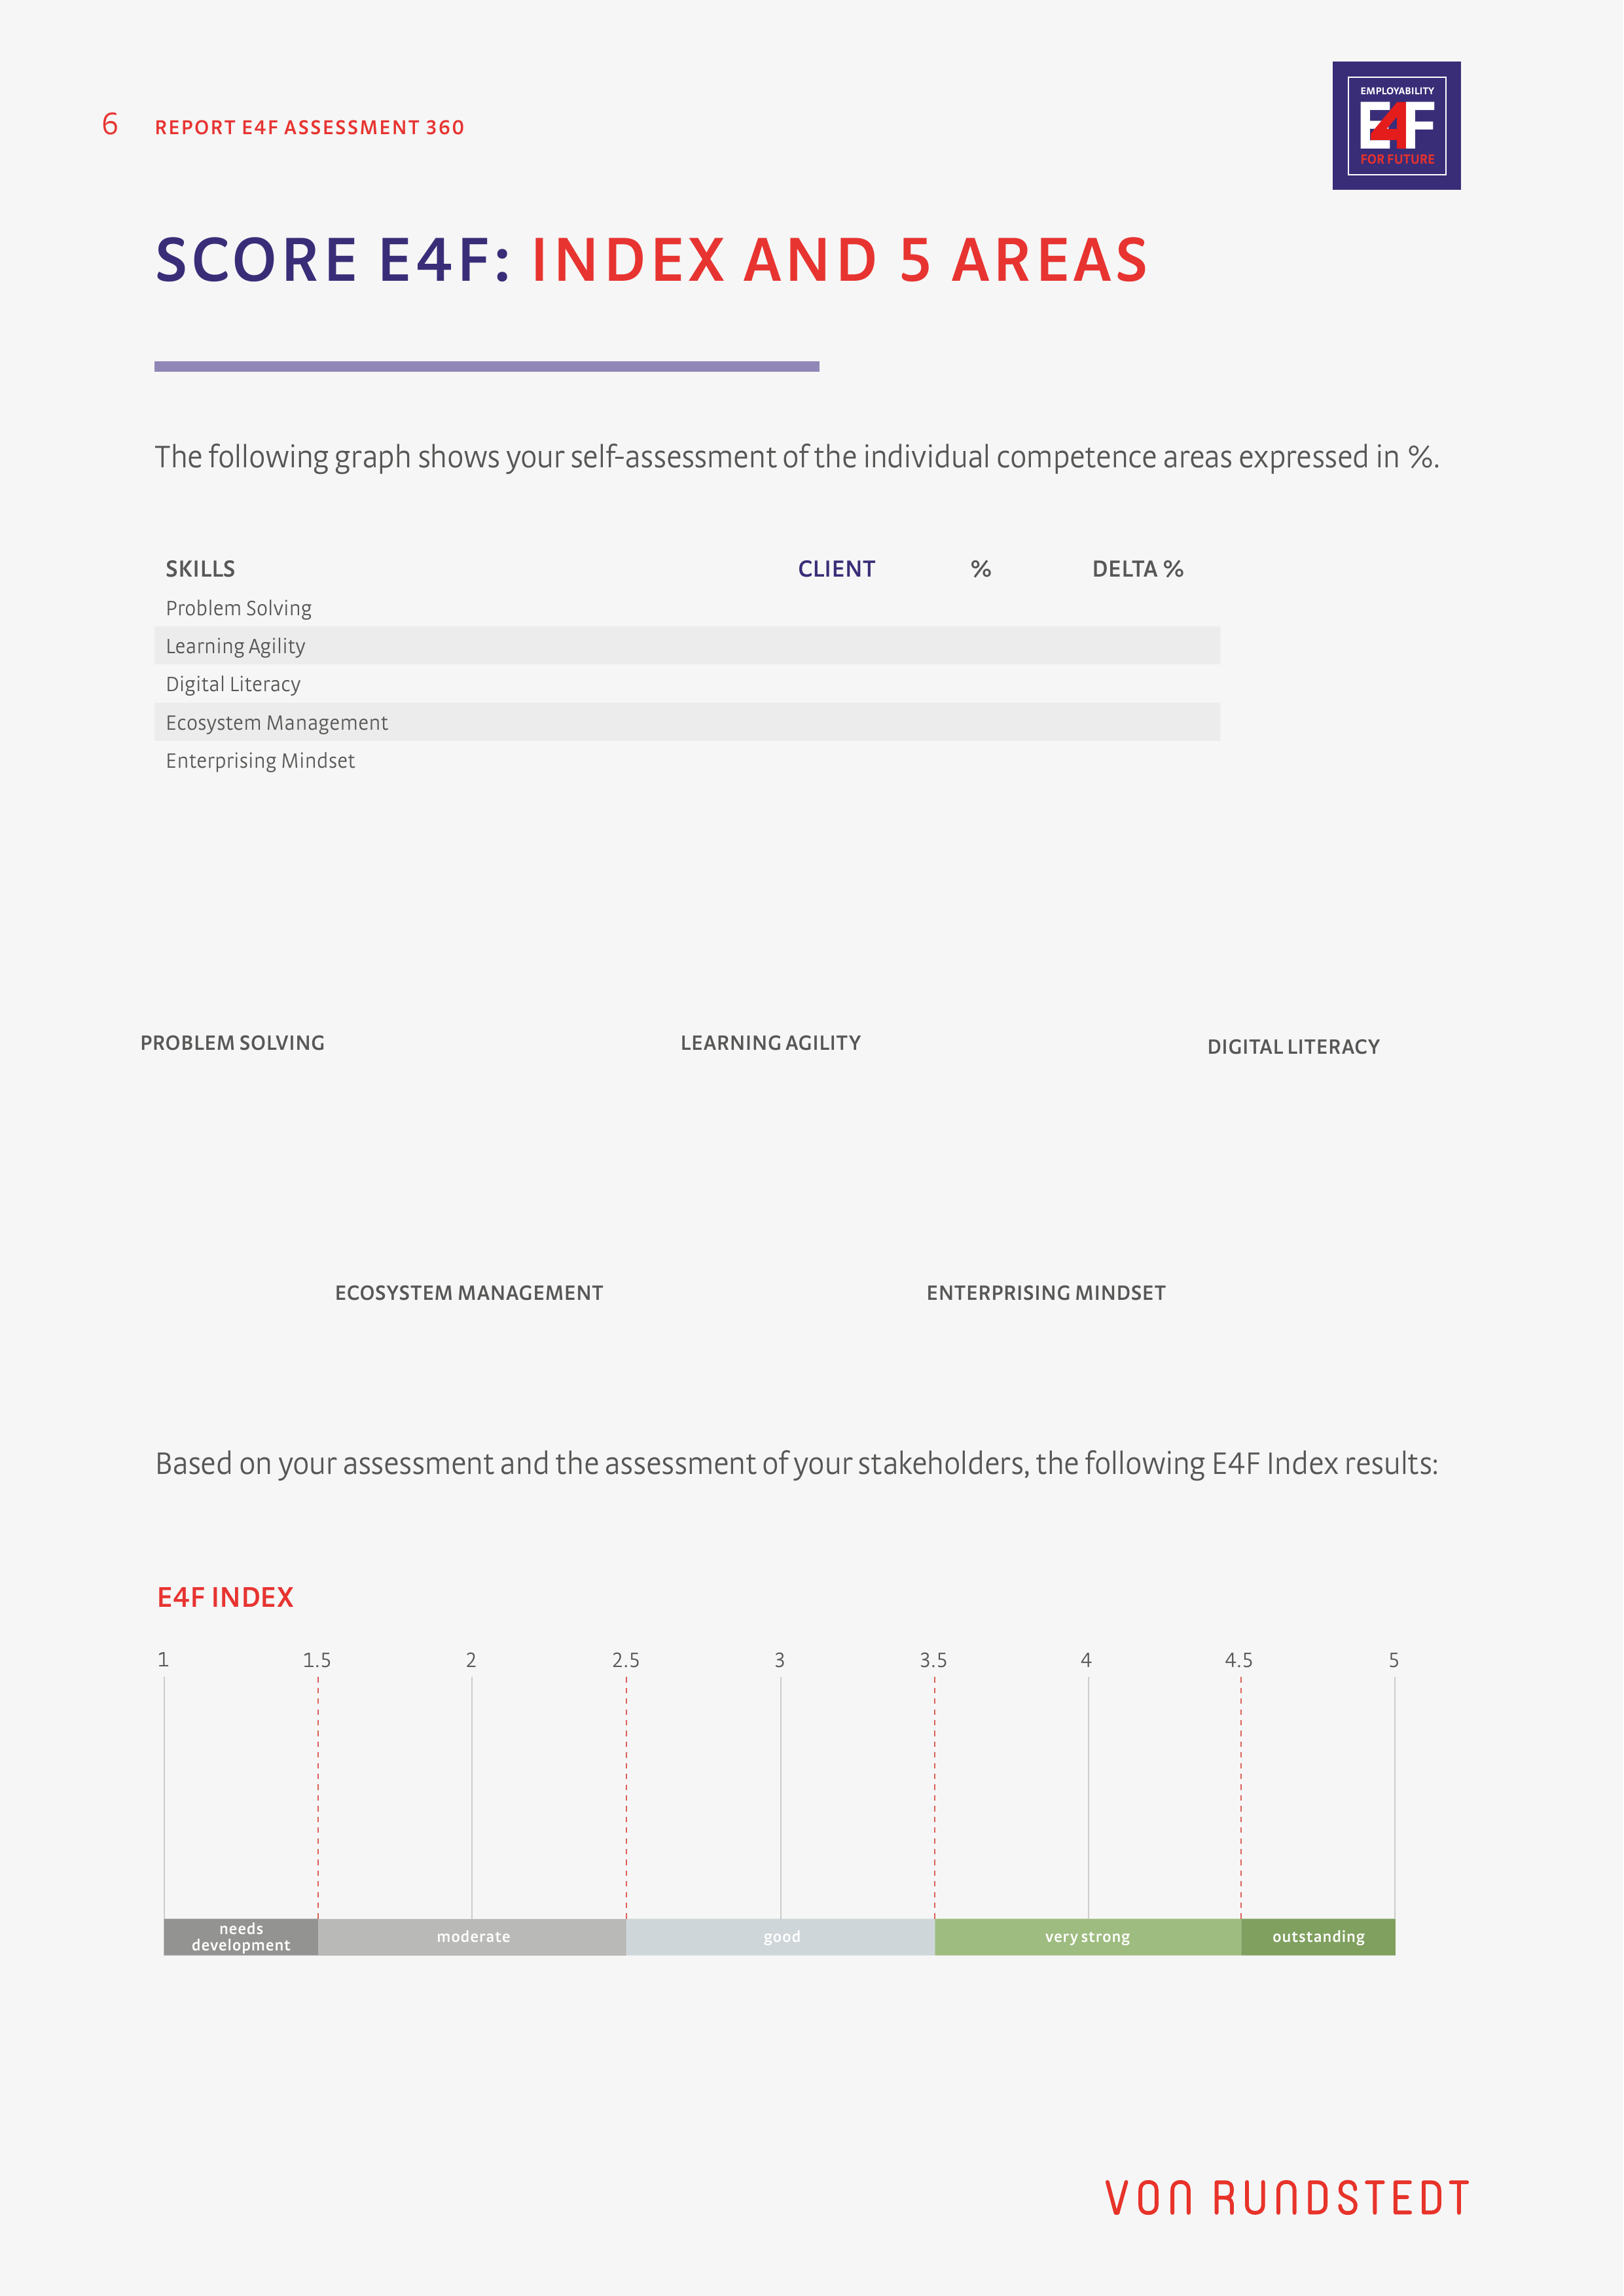 6 REPORT E4F ASSESSMENT 360
EMPLOYABILITY
E4F
FOR FUTURE
SCORE E4F: INDEX AND 5 AREAS
The following graph shows your self-assessment of the individual competence areas expressed in %.
SKILLS CLIENT % DELTA %
Problem Solving
Learning Agility
Digital Literacy
Ecosystem Management
Enterprising Mindset
PROBLEM SOLVING LEARNING AGILITY DIGITAL LITERACY
ECOSYSTEM MANAGEMENT ENTERPRISING MINDSET
Based on your assessment and the assessment of your stakeholders, the following E4F Index results:
E4F INDEX
1 1.5 2 2.5 3 3.5 4 4.5 5
needs
development moderate good very strong outstanding
VON RUNDSTEDT